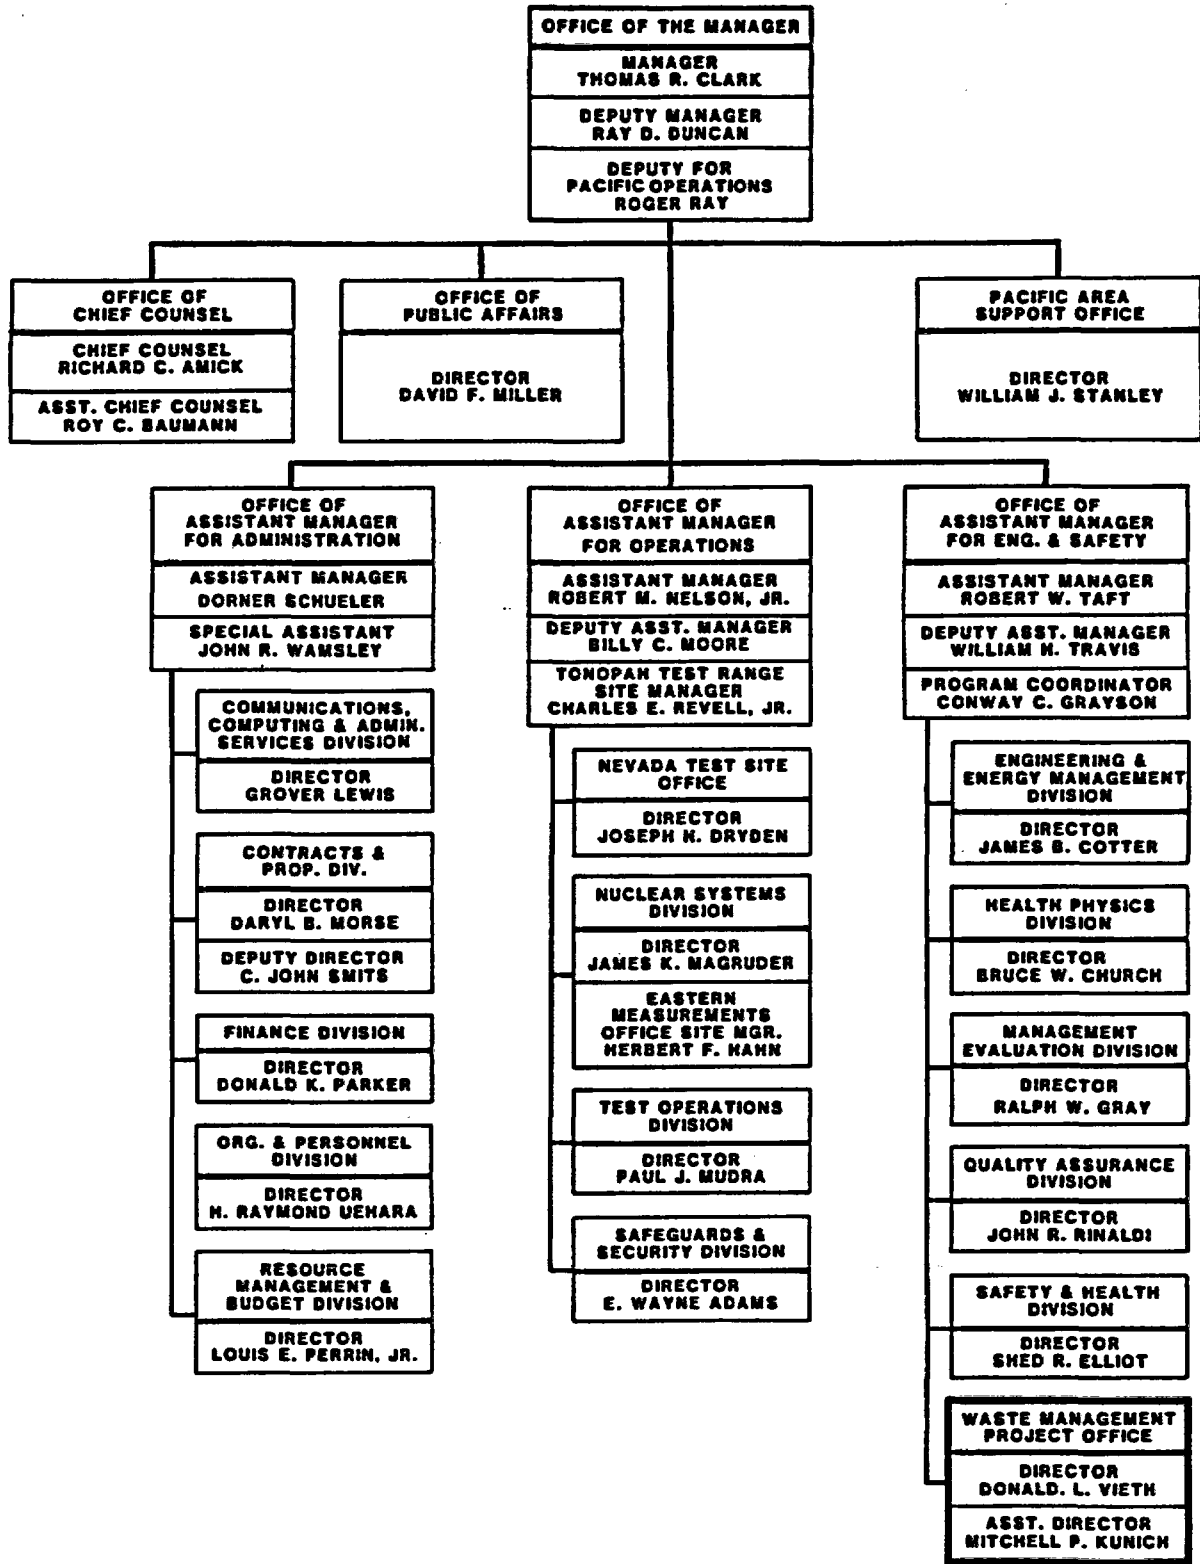 OFFICE OF THE MANAGER
MANAGER
THOMAS R. CLARK
DEPUTY MANAGER
RAY D. DUNCAN
DEPUTY FOR
PACIFIC OPERATIONS
ROGER RAY
OFFICE OF
CHIEF COUNSEL
CHIEF COUNSEL
RICHARD C. AMICK
ASST. CHIEF COUNSEL
ROY C. BAUMANN
OFFICE OF
PUBLIC AFFAIRS
DIRECTOR
DAVID F. MILLER
PACIFIC AREA
SUPPORT OFFICE
DIRECTOR
WILLIAM J. STANLEY
OFFICE OF
ASSISTANT MANAGER
FOR ADMINISTRATION
ASSISTANT MANAGER
DORNER SCHUELER
SPECIAL ASSISTANT
JOHN R. WAMSLEY
COMMUNICATIONS,
COMPUTING & ADMIN.
SERVICES DIVISION
DIRECTOR
GROVER LEWIS
CONTRACTS &
PROP. DIV.
DIRECTOR
DARYL B. MORSE
DEPUTY DIRECTOR
C. JOHN SMITS
FINANCE DIVISION
DIRECTOR
DONALD K. PARKER
ORG. & PERSONNEL
DIVISION
DIRECTOR
H. RAYMOND UEHARA
RESOURCE
MANAGEMENT &
BUDGET DIVISION
DIRECTOR
LOUIS E. PERRIN, JR.
OFFICE OF
ASSISTANT MANAGER
FOR OPERATIONS
ASSISTANT MANAGER
ROBERT M. NELSON, JR.
DEPUTY ASST. MANAGER
BILLY C. MOORE
TONOPAH TEST RANGE
SITE MANAGER
CHARLES E. REVELL, JR.
NEVADA TEST SITE
OFFICE
DIRECTOR
JOSEPH H. DRYDEN
NUCLEAR SYSTEMS
DIVISION
DIRECTOR
JAMES K. MAGRUDER
EASTERN
MEASUREMENTS
OFFICE SITE MGR.
HERBERT F. HAHN
TEST OPERATIONS
DIVISION
DIRECTOR
PAUL J. MUDRA
SAFEGUARDS &
SECURITY DIVISION
DIRECTOR
E. WAYNE ADAMS
OFFICE OF
ASSISTANT MANAGER
FOR ENG. & SAFETY
ASSISTANT MANAGER
ROBERT W. TAFT
DEPUTY ASST. MANAGER
WILLIAM H. TRAVIS
PROGRAM COORDINATOR
CONWAY C. GRAYSON
ENGINEERING &
ENERGY MANAGEMENT
DIVISION
DIRECTOR
JAMES B. COTTER
HEALTH PHYSICS
DIVISION
DIRECTOR
BRUCE W. CHURCH
MANAGEMENT
EVALUATION DIVISION
DIRECTOR
RALPH W. GRAY
QUALITY ASSURANCE
DIVISION
DIRECTOR
JOHN R. RINALDI
SAFETY & HEALTH
DIVISION
DIRECTOR
SHED R. ELLIOT
WASTE MANAGEMENT
PROJECT OFFICE
DIRECTOR
DONALD. L. VIETH
ASST. DIRECTOR
MITCHELL P. KUNICH